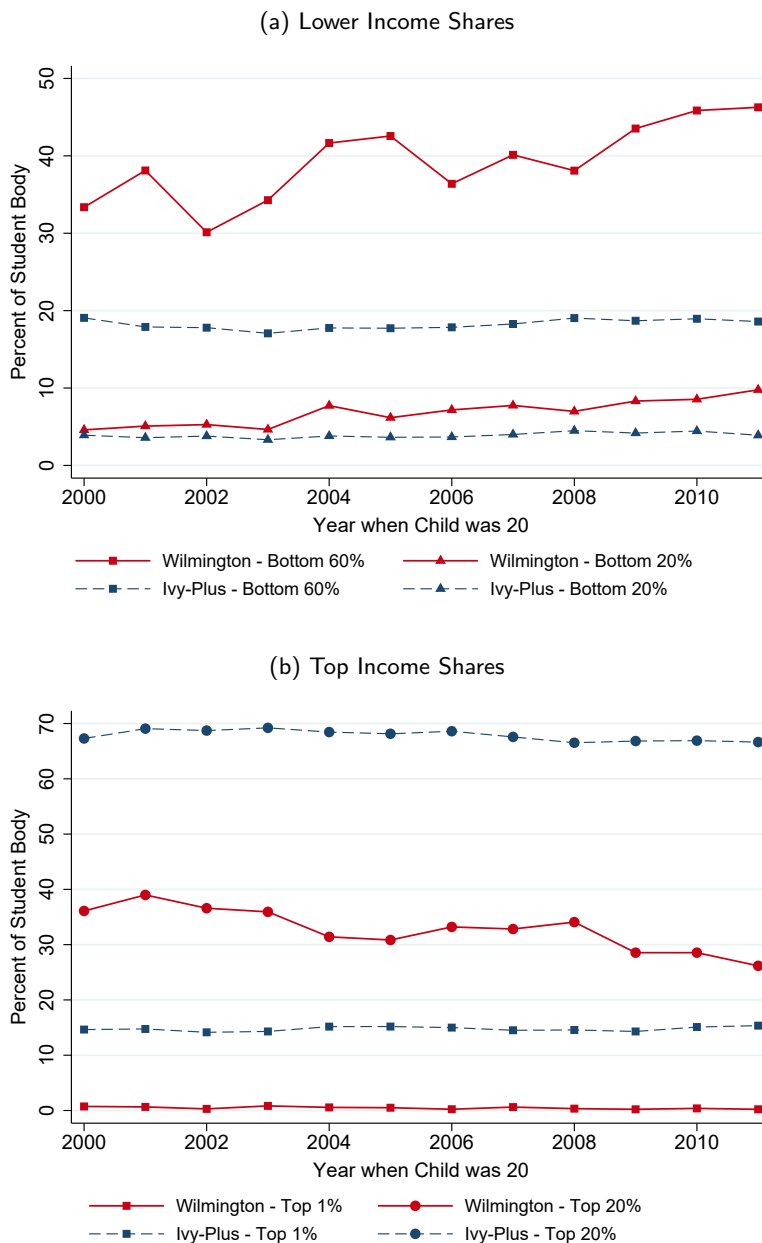 (a) Lower Income Shares
Percent of Student Body
50
40
30
20
10
0
2000 2002 2004 2006 2008 2010
Year when Child was 20
Wilmington - Bottom 60% Wilmington - Bottom 20%
Ivy-Plus - Bottom 60% Ivy-Plus - Bottom 20%
(b) Top Income Shares
Percent of Student Body
70
60
50
40
30
20
10
0
2000 2002 2004 2006 2008 2010
Year when Child was 20
Wilmington - Top 1% Wilmington - Top 20%
Ivy-Plus - Top 1% Ivy-Plus - Top 20%